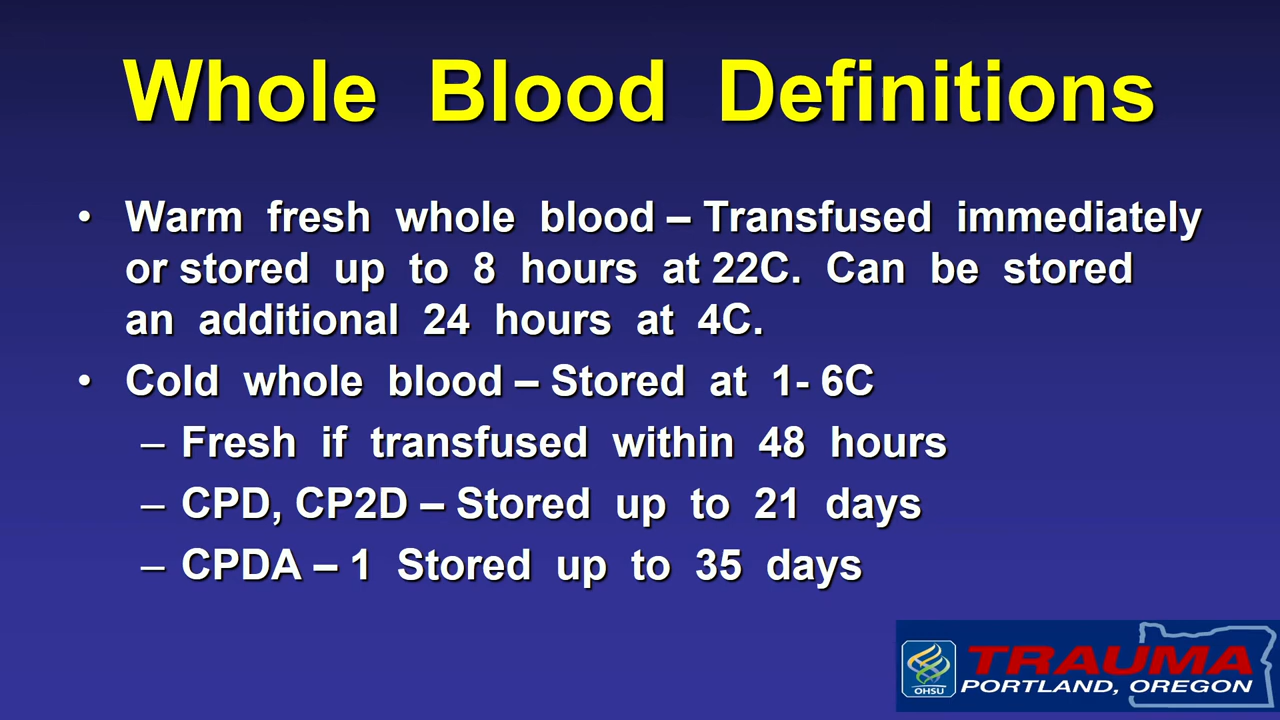 Whole Blood Definitions
• Warm fresh whole blood – Transfused immediately
or stored up to 8 hours at 22C. Can be stored
an additional 24 hours at 4C.
• Cold whole blood – Stored at 1- 6C
– Fresh if transfused within 48 hours
– CPD, CP2D – Stored up to 21 days
– CPDA – 1 Stored up to 35 days
OHSU
TRAUMA
PORTLAND, OREGON